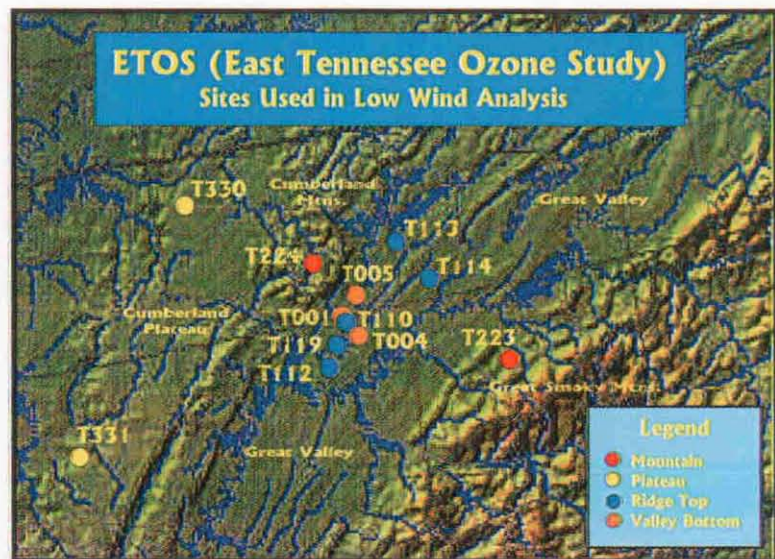 ETOS (East Tennessee Ozone Study)
Sites Used in Low Wind Analysis
T330
Cumberland
Mtns.
Great Valley
T113
T224
T114
T005
Cumberland
Plateau
T001
T110
T119
T004
T223
T112
Great Smoky Mtns.
Great Valley
T331
Legend
Mountain
Plateau
Ridge Top
Valley Bottom